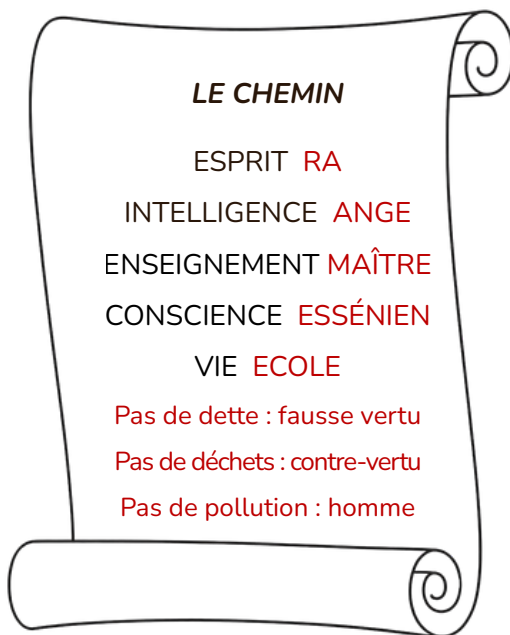 LE CHEMIN
ESPRIT RA
INTELLIGENCE ANGE
ENSEIGNEMENT MAÎTRE
CONSCIENCE ESSÉNIEN
VIE ECOLE
Pas de dette : fausse vertu
Pas de déchets : contre-vertu
Pas de pollution : homme